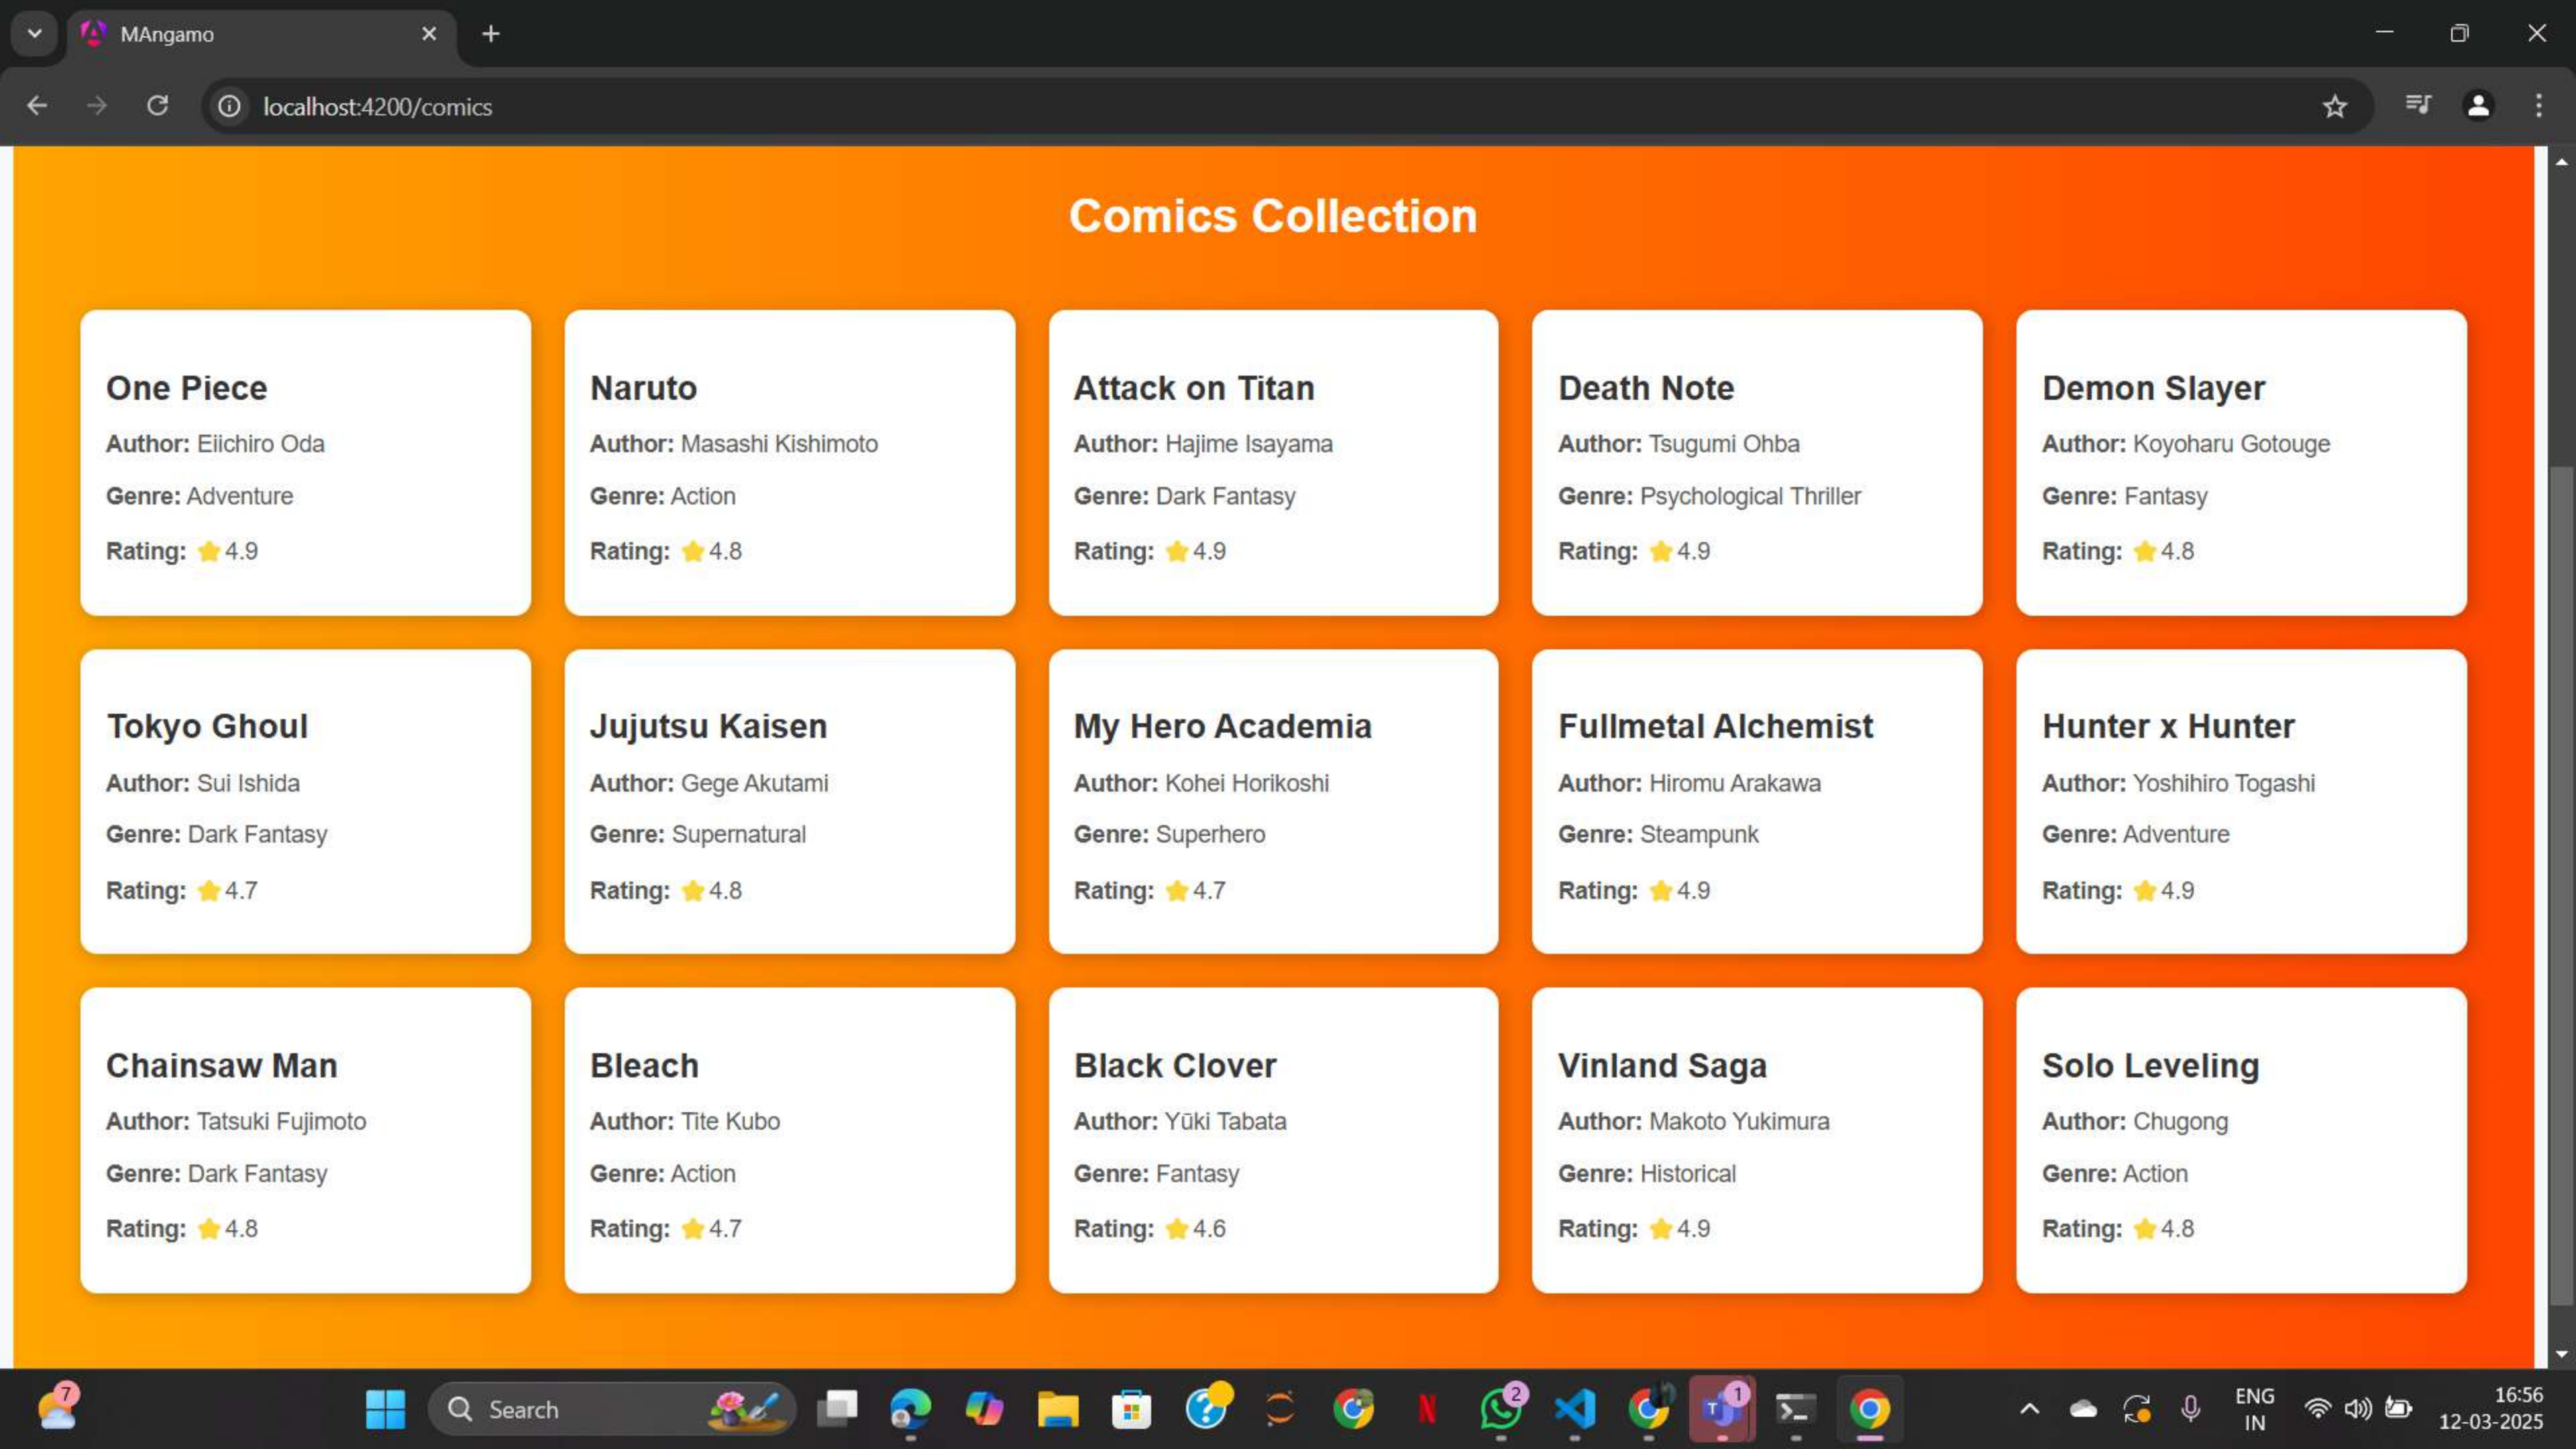 MAngamo
localhost:4200/comics
Comics Collection
One Piece
Author: Eiichiro Oda
Genre: Adventure
Rating: ⭐4.9
Naruto
Author: Masashi Kishimoto
Genre: Action
Rating: ⭐4.8
Attack on Titan
Author: Hajime Isayama
Genre: Dark Fantasy
Rating: ⭐4.9
Death Note
Author: Tsugumi Ohba
Genre: Psychological Thriller
Rating: ⭐4.9
Demon Slayer
Author: Koyoharu Gotouge
Genre: Fantasy
Rating: ⭐4.8
Tokyo Ghoul
Author: Sui Ishida
Genre: Dark Fantasy
Rating: ⭐4.7
Jujutsu Kaisen
Author: Gege Akutami
Genre: Supernatural
Rating: ⭐4.8
My Hero Academia
Author: Kohei Horikoshi
Genre: Superhero
Rating: ⭐4.7
Fullmetal Alchemist
Author: Hiromu Arakawa
Genre: Steampunk
Rating: ⭐4.9
Hunter x Hunter
Author: Yoshihiro Togashi
Genre: Adventure
Rating: ⭐4.9
Chainsaw Man
Author: Tatsuki Fujimoto
Genre: Dark Fantasy
Rating: ⭐4.8
Bleach
Author: Tite Kubo
Genre: Action
Rating: ⭐4.7
Black Clover
Author: Yūki Tabata
Genre: Fantasy
Rating: ⭐4.6
Vinland Saga
Author: Makoto Yukimura
Genre: Historical
Rating: ⭐4.9
Solo Leveling
Author: Chugong
Genre: Action
Rating: ⭐4.8
7
Search
2
1
ENG
IN
16:56
12-03-2025